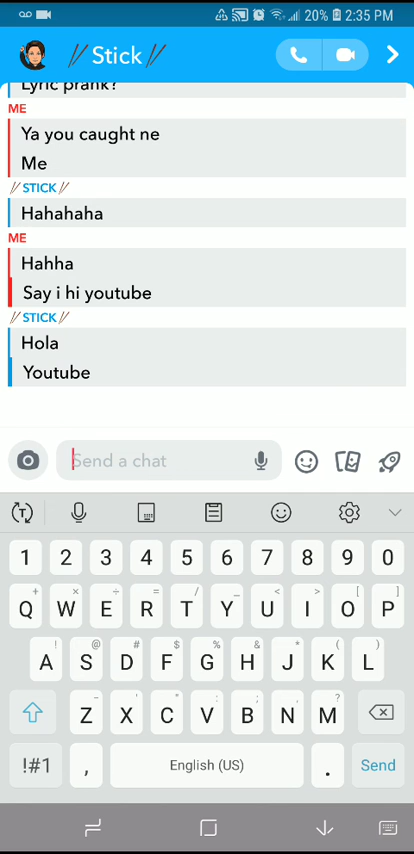 20% 2:35 PM
Stick
Lyric prank?
ME
Ya you caught ne
Me
STICK
Hahahaha
ME
Hahha
Say i hi youtube
STICK
Hola
Youtube
Send a chat
T
1 2 3 4 5 6 7 8 9 0
+ × ÷ = / _ < > [ ]
Q W E R T Y U I O P
! @ # $ % & * ( )
A S D F G H J K L
- ' " : ; , ?
Z X C V B N M
!#1 , English (US) . Send